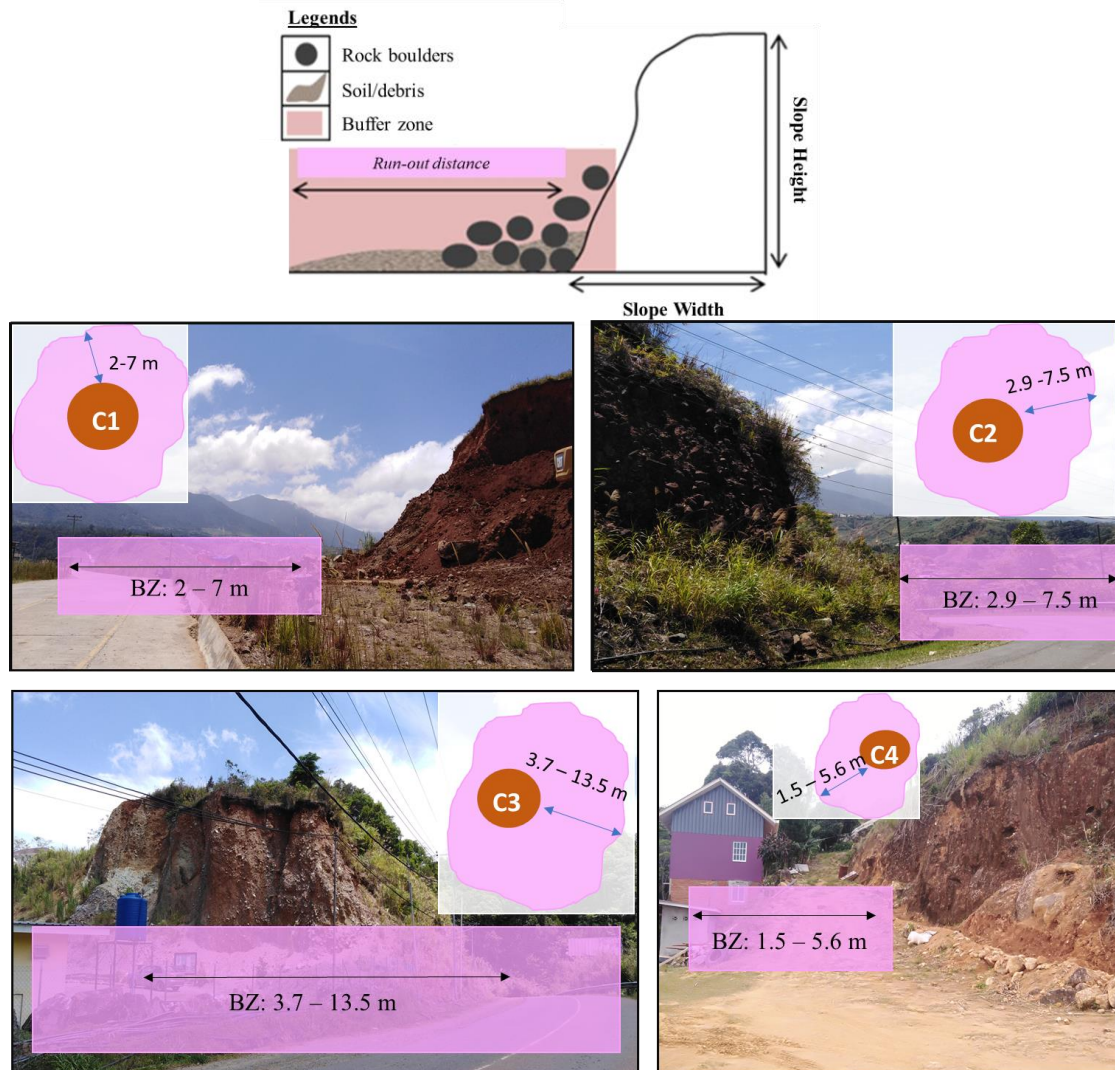 Legends
Rock boulders
Soil/debris
Buffer zone
Run-out distance
Slope Height
Slope Width
2-7 m
C1
BZ: 2 – 7 m
2.9 -7.5 m
C2
BZ: 2.9 – 7.5 m
3.7 – 13.5 m
C3
BZ: 3.7 – 13.5 m
C4
1.5 – 5.6 m
BZ: 1.5 – 5.6 m